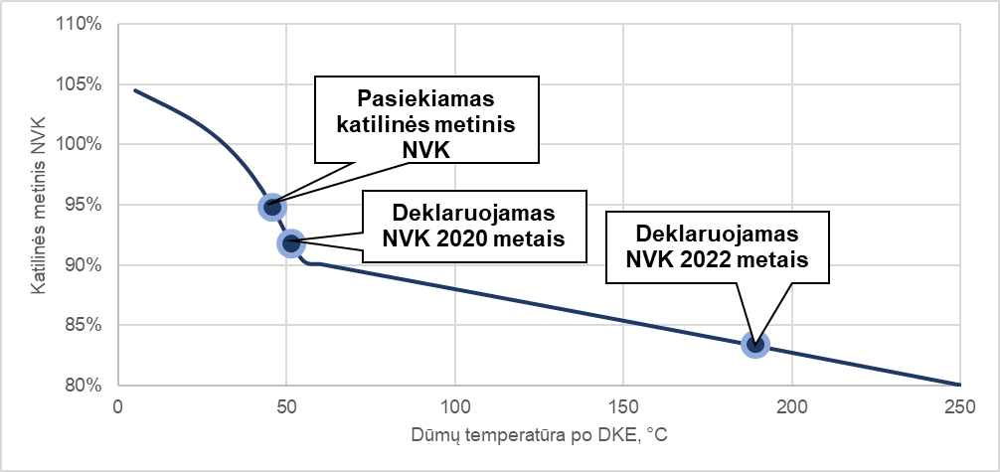 110%
105%
100%
95%
90%
85%
80%
Katilinės metinis NVK
Pasiekiamas
katilinės metinis
NVK
Deklaruojamas
NVK 2020 metais
Deklaruojamas
NVK 2022 metais
0
50
100
150
200
250
Dūmų temperatūra po DKE, °C